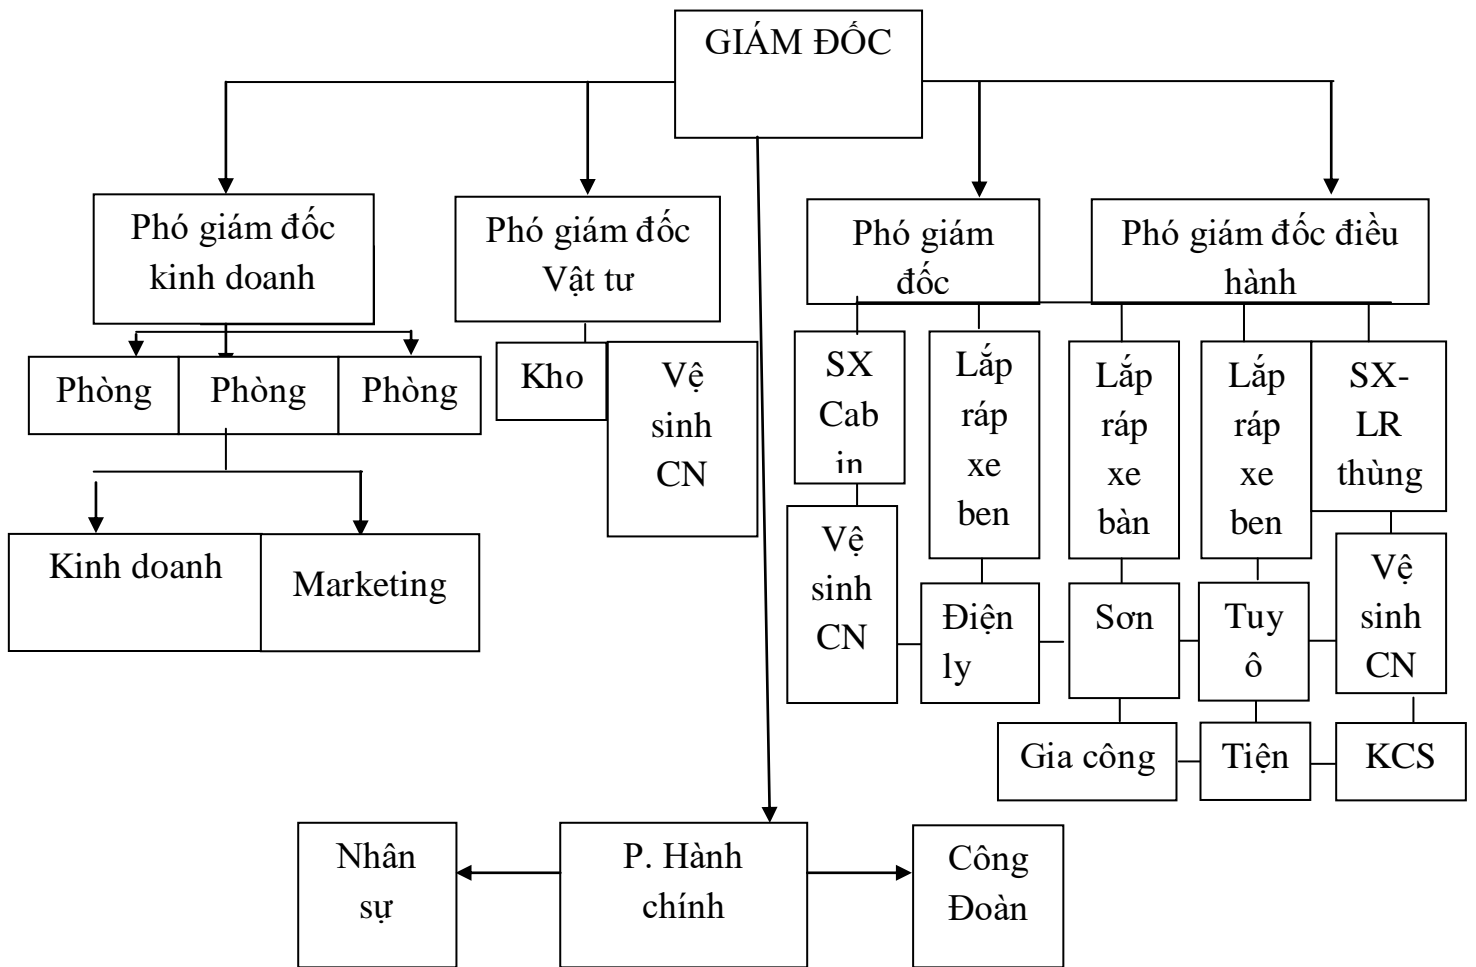 GIÁM ĐỐC
Phó giám đốc
kinh doanh
Phó giám đốc
Vật tư
Phó giám
đốc
Phó giám đốc điều
hành
Phòng
Phòng
Phòng
Kho
Vệ
sinh
CN
SX
Cab
in
Lắp
ráp
xe
ben
Lắp
ráp
xe
bàn
Lắp
ráp
xe
ben
SX-
LR
thùng
Kinh doanh
Marketing
Vệ
sinh
CN
Điện
ly
Sơn
Tuy
ô
Vệ
sinh
CN
Gia công
Tiện
KCS
Nhân
sự
P. Hành
chính
Công
Đoàn